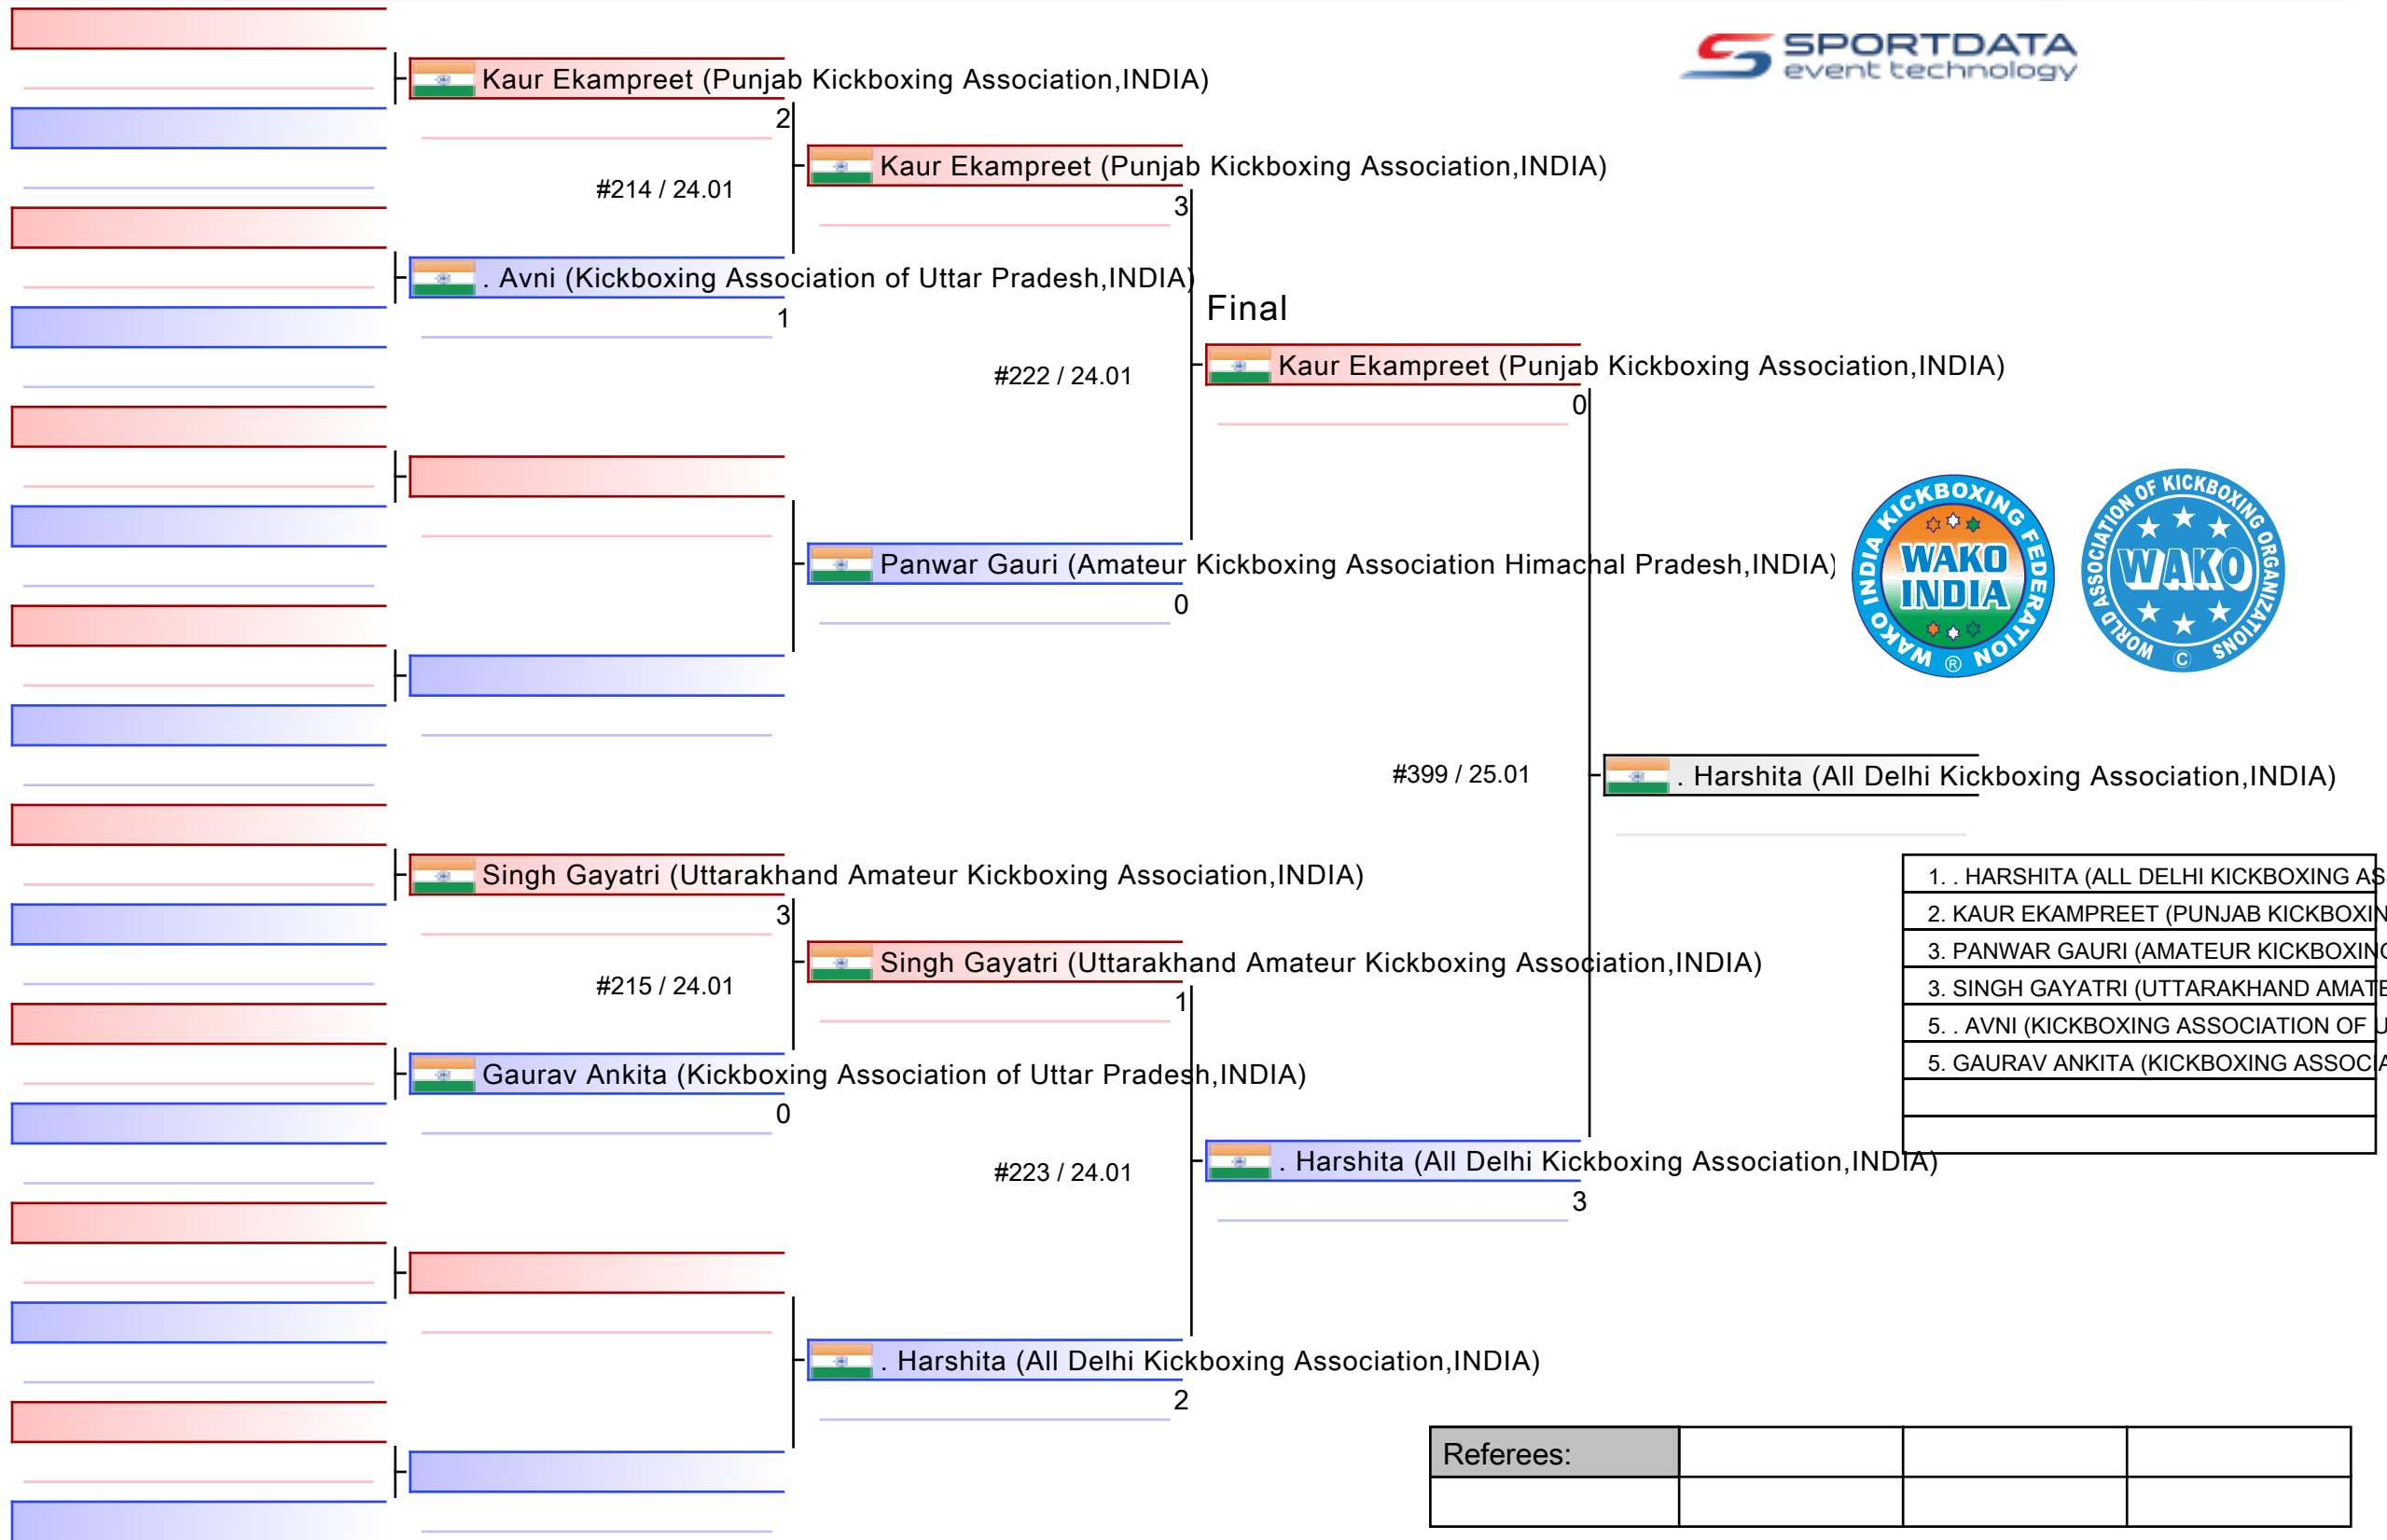 SPORTDATA
event technology
Kaur Ekampreet (Punjab Kickboxing Association,INDIA)
2
#214 / 24.01
. Avni (Kickboxing Association of Uttar Pradesh,INDIA)
1
Kaur Ekampreet (Punjab Kickboxing Association,INDIA)
3
#222 / 24.01
Panwar Gauri (Amateur Kickboxing Association Himachal Pradesh,INDIA)
0
Final
Kaur Ekampreet (Punjab Kickboxing Association,INDIA)
0
#399 / 25.01
WAKO INDIA KICKBOXING FEDERATION
WAKO
INDIA
®
WORLD ASSOCIATION OF KICKBOXING ORGANIZATIONS
WAKO
©
. Harshita (All Delhi Kickboxing Association,INDIA)
Singh Gayatri (Uttarakhand Amateur Kickboxing Association,INDIA)
3
#215 / 24.01
Gaurav Ankita (Kickboxing Association of Uttar Pradesh,INDIA)
0
Singh Gayatri (Uttarakhand Amateur Kickboxing Association,INDIA)
1
#223 / 24.01
. Harshita (All Delhi Kickboxing Association,INDIA)
2
. Harshita (All Delhi Kickboxing Association,INDIA)
3
1. . HARSHITA (ALL DELHI KICKBOXING AS
2. KAUR EKAMPREET (PUNJAB KICKBOXIN
3. PANWAR GAURI (AMATEUR KICKBOXING
3. SINGH GAYATRI (UTTARAKHAND AMATE
5. . AVNI (KICKBOXING ASSOCIATION OF U
5. GAURAV ANKITA (KICKBOXING ASSOCIA
Referees: